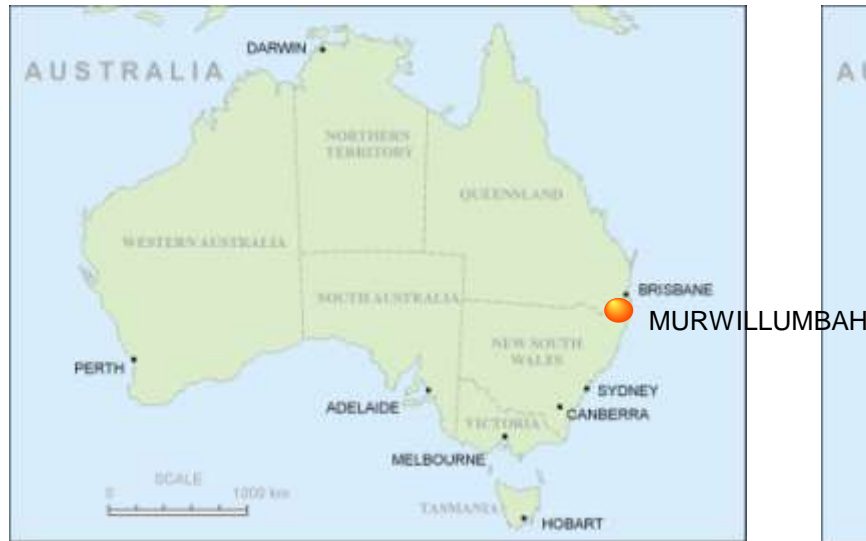 DARWIN
AUSTRALIA
NORTHERN
TERRITORY
QUEENSLAND
WESTERN AUSTRALIA
SOUTH AUSTRALIA
BRISBANE
MURWILLUMBAH
NEW SOUTH
WALES
PERTH
SYDNEY
ADELAIDE
CANBERRA
VICTORIA
MELBOURNE
SCALE
0 1000 km
TASMANIA
HOBART